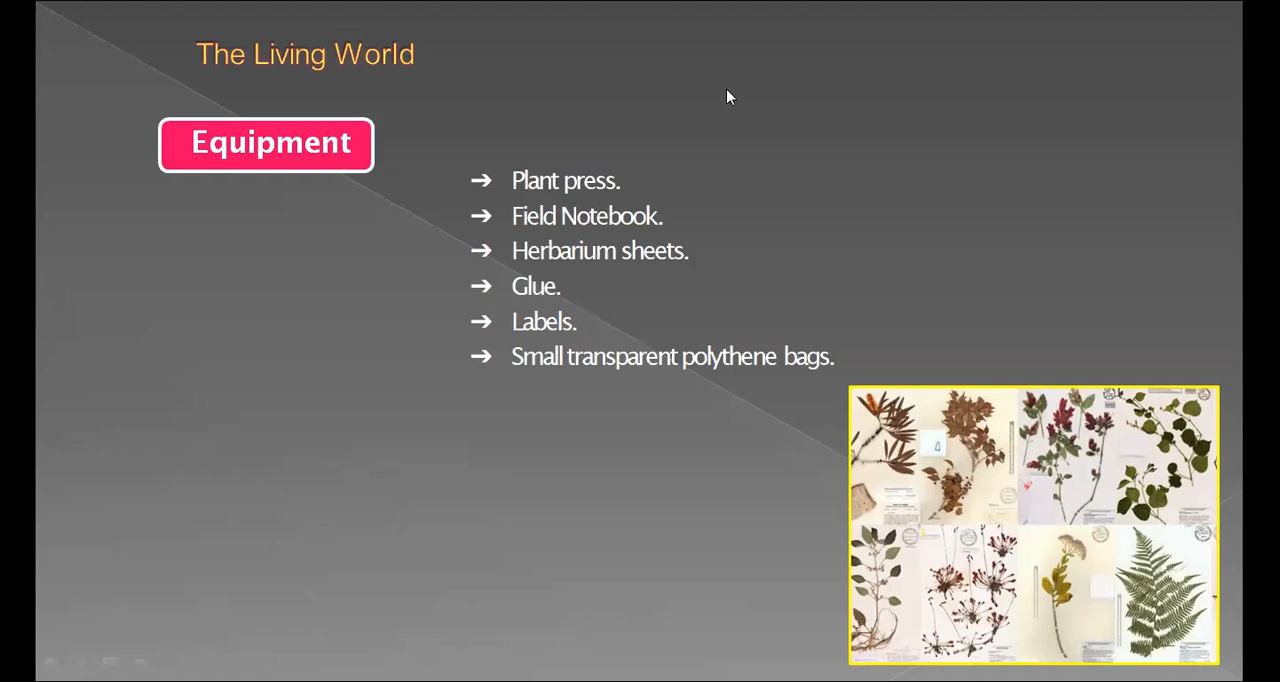 The Living World
Equipment
➔ Plant press.
➔ Field Notebook.
➔ Herbarium sheets.
➔ Glue.
➔ Labels.
➔ Small transparent polythene bags.